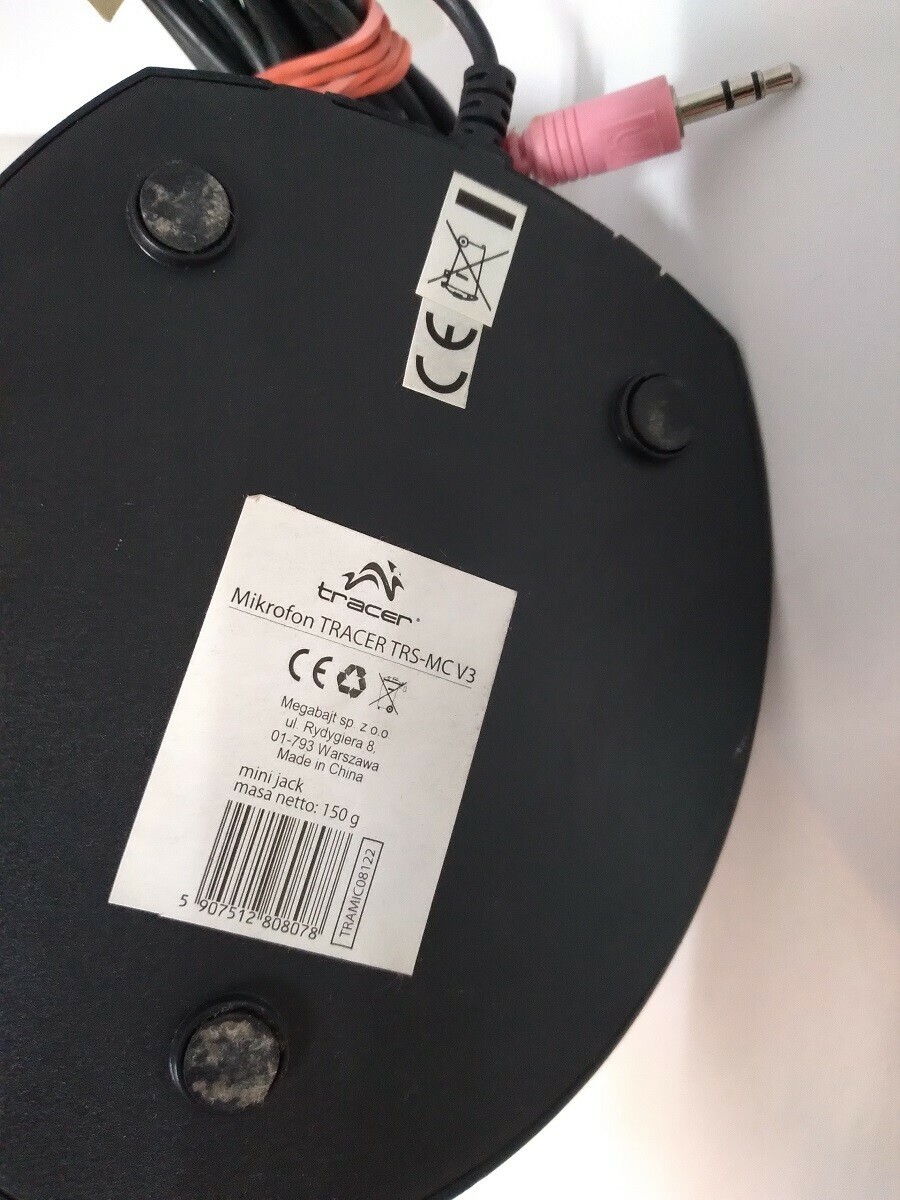 CE
tracer®
Mikrofon TRACER TRS-MC V3
CE
Megabajt sp. z o.o
ul. Rydygiera 8,
01-793 Warszawa
Made in China
mini jack
masa netto: 150 g
5 907512 808078
TRAMIC08122